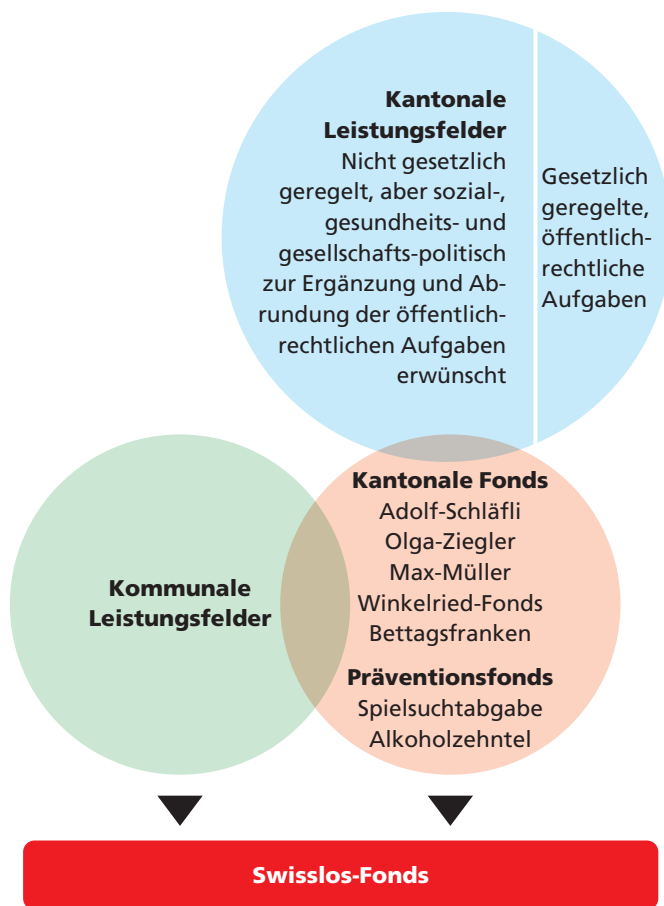 Kantonale
Leistungsfelder
Nicht gesetzlich
geregelt, aber sozial-,
gesundheits- und
gesellschafts-politisch
zur Ergänzung und Ab-
rundung der öffentlich-
rechtlichen Aufgaben
erwünscht
Gesetzlich
geregelte,
öffentlich-
rechtliche
Aufgaben
Kommunale
Leistungsfelder
Kantonale Fonds
Adolf-Schläfli
Olga-Ziegler
Max-Müller
Winkelried-Fonds
Bettagsfranken
Präventionsfonds
Spielsuchtabgabe
Alkoholzehntel
Swisslos-Fonds